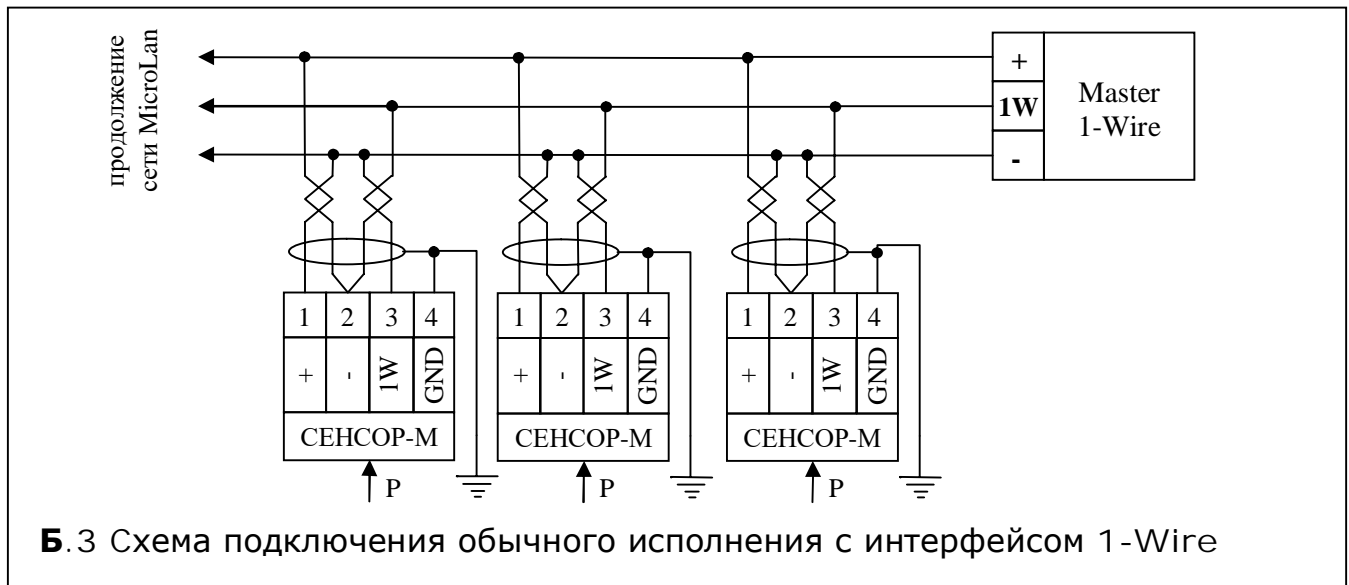 продолжение
сети MicroLan
+
1W
-
Master
1-Wire
1 2 3 4
+ - 1W GND
СЕНСОР-М
P
1 2 3 4
+ - 1W GND
СЕНСОР-М
P
1 2 3 4
+ - 1W GND
СЕНСОР-М
P
Б.3 Схема подключения обычного исполнения с интерфейсом 1-Wire